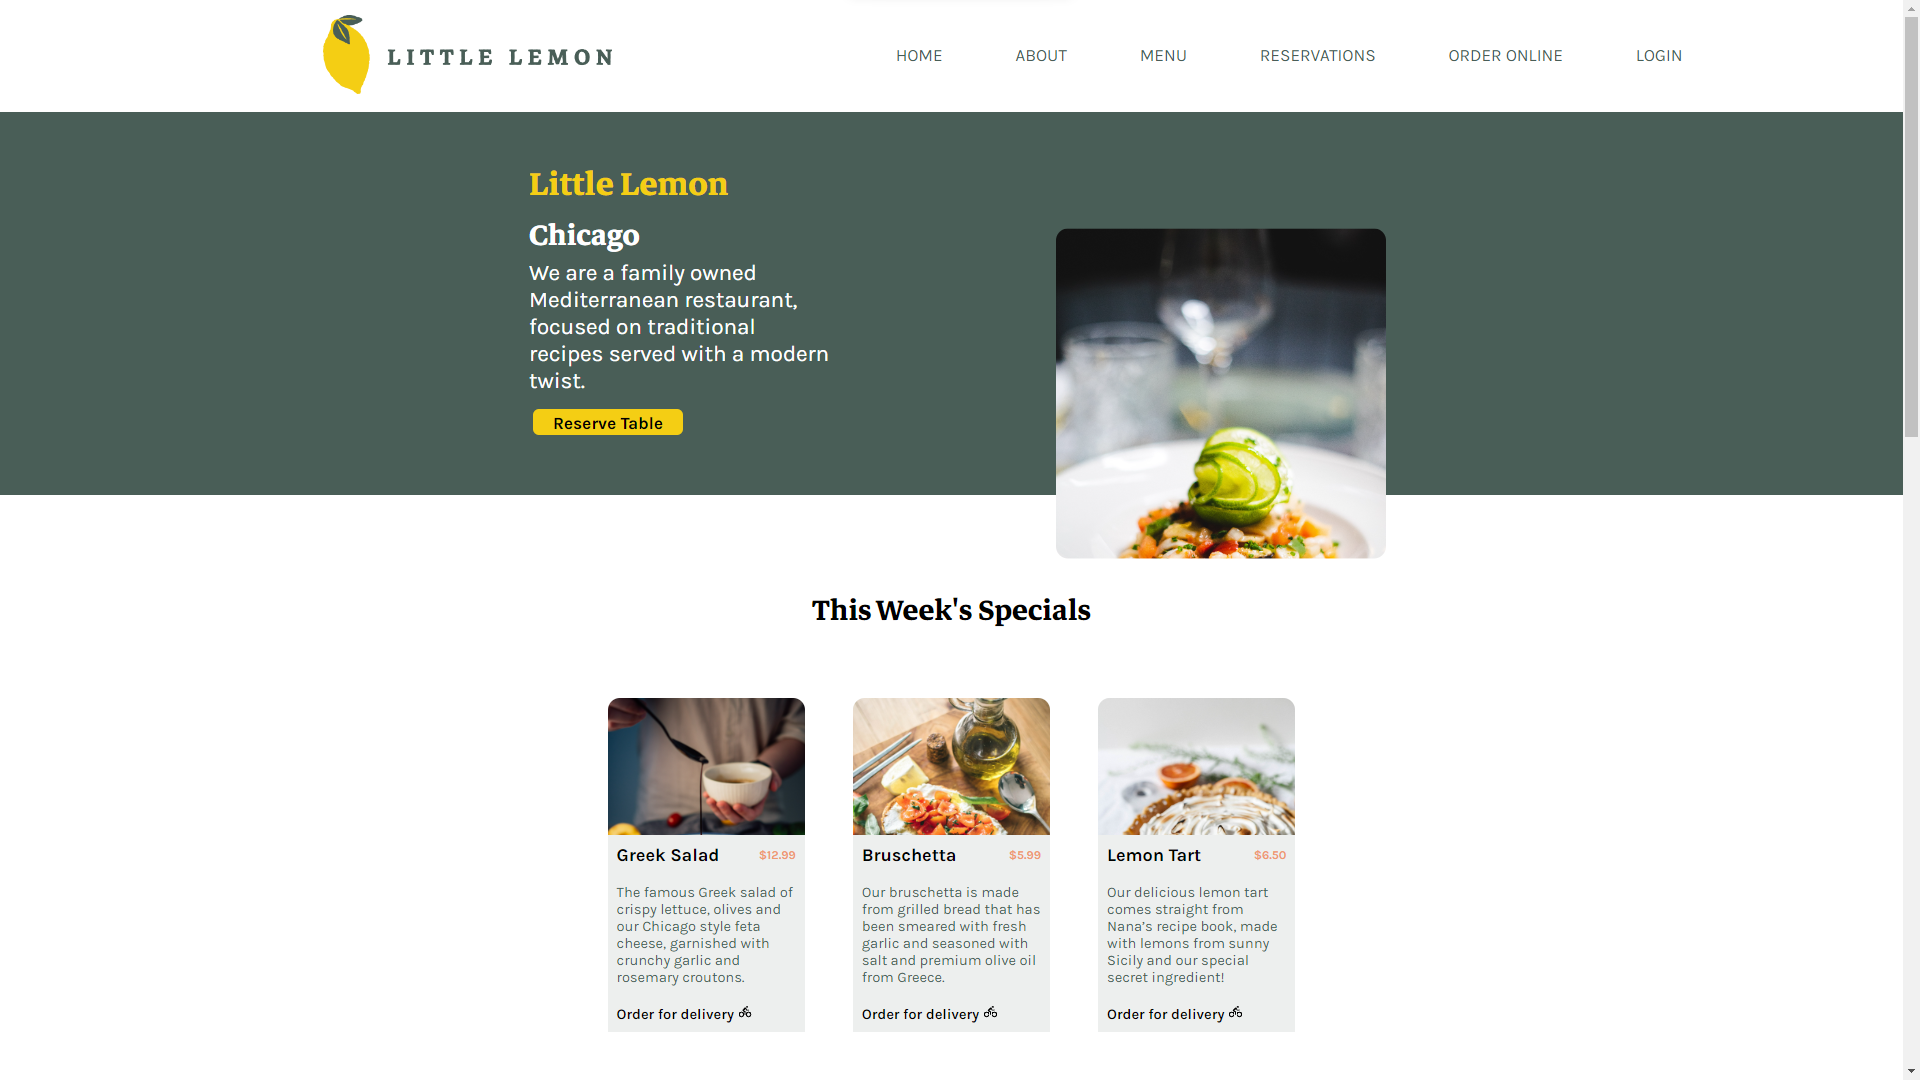 LITTLE LEMON
HOME ABOUT MENU RESERVATIONS ORDER ONLINE LOGIN
Little Lemon
Chicago
We are a family owned
Mediterranean restaurant,
focused on traditional
recipes served with a modern
twist.
Reserve Table
This Week's Specials
Greek Salad $12.99
The famous Greek salad of
crispy lettuce, olives and
our Chicago style feta
cheese, garnished with
crunchy garlic and
rosemary croutons.
Order for delivery
Bruschetta $5.99
Our bruschetta is made
from grilled bread that has
been smeared with fresh
garlic and seasoned with
salt and premium olive oil
from Greece.
Order for delivery
Lemon Tart $6.50
Our delicious lemon tart
comes straight from
Nana’s recipe book, made
with lemons from sunny
Sicily and our special
secret ingredient!
Order for delivery